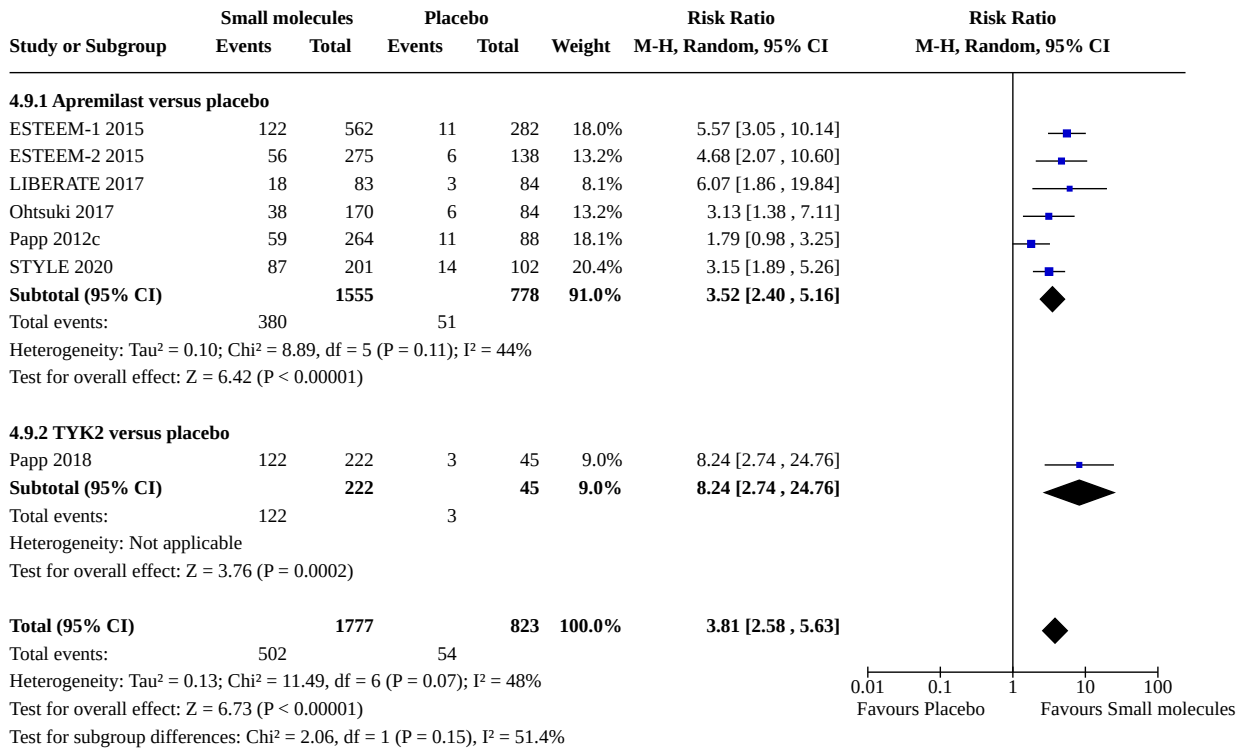 Small molecules Placebo Risk Ratio Risk Ratio
Study or Subgroup Events Total Events Total Weight M-H, Random, 95% CI M-H, Random, 95% CI
4.9.1 Apremilast versus placebo
ESTEEM-1 2015 122 562 11 282 18.0% 5.57 [3.05 , 10.14]
ESTEEM-2 2015 56 275 6 138 13.2% 4.68 [2.07 , 10.60]
LIBERATE 2017 18 83 3 84 8.1% 6.07 [1.86 , 19.84]
Ohtsuki 2017 38 170 6 84 13.2% 3.13 [1.38 , 7.11]
Papp 2012c 59 264 11 88 18.1% 1.79 [0.98 , 3.25]
STYLE 2020 87 201 14 102 20.4% 3.15 [1.89 , 5.26]
Subtotal (95% CI) 1555 778 91.0% 3.52 [2.40 , 5.16]
Total events: 380 51
Heterogeneity: Tau² = 0.10; Chi² = 8.89, df = 5 (P = 0.11); I² = 44%
Test for overall effect: Z = 6.42 (P < 0.00001)
4.9.2 TYK2 versus placebo
Papp 2018 122 222 3 45 9.0% 8.24 [2.74 , 24.76]
Subtotal (95% CI) 222 45 9.0% 8.24 [2.74 , 24.76]
Total events: 122 3
Heterogeneity: Not applicable
Test for overall effect: Z = 3.76 (P = 0.0002)
Total (95% CI) 1777 823 100.0% 3.81 [2.58 , 5.63]
Total events: 502 54
Heterogeneity: Tau² = 0.13; Chi² = 11.49, df = 6 (P = 0.07); I² = 48%
0.01 0.1 1 10 100
Test for overall effect: Z = 6.73 (P < 0.00001)
Favours Placebo Favours Small molecules
Test for subgroup differences: Chi² = 2.06, df = 1 (P = 0.15), I² = 51.4%